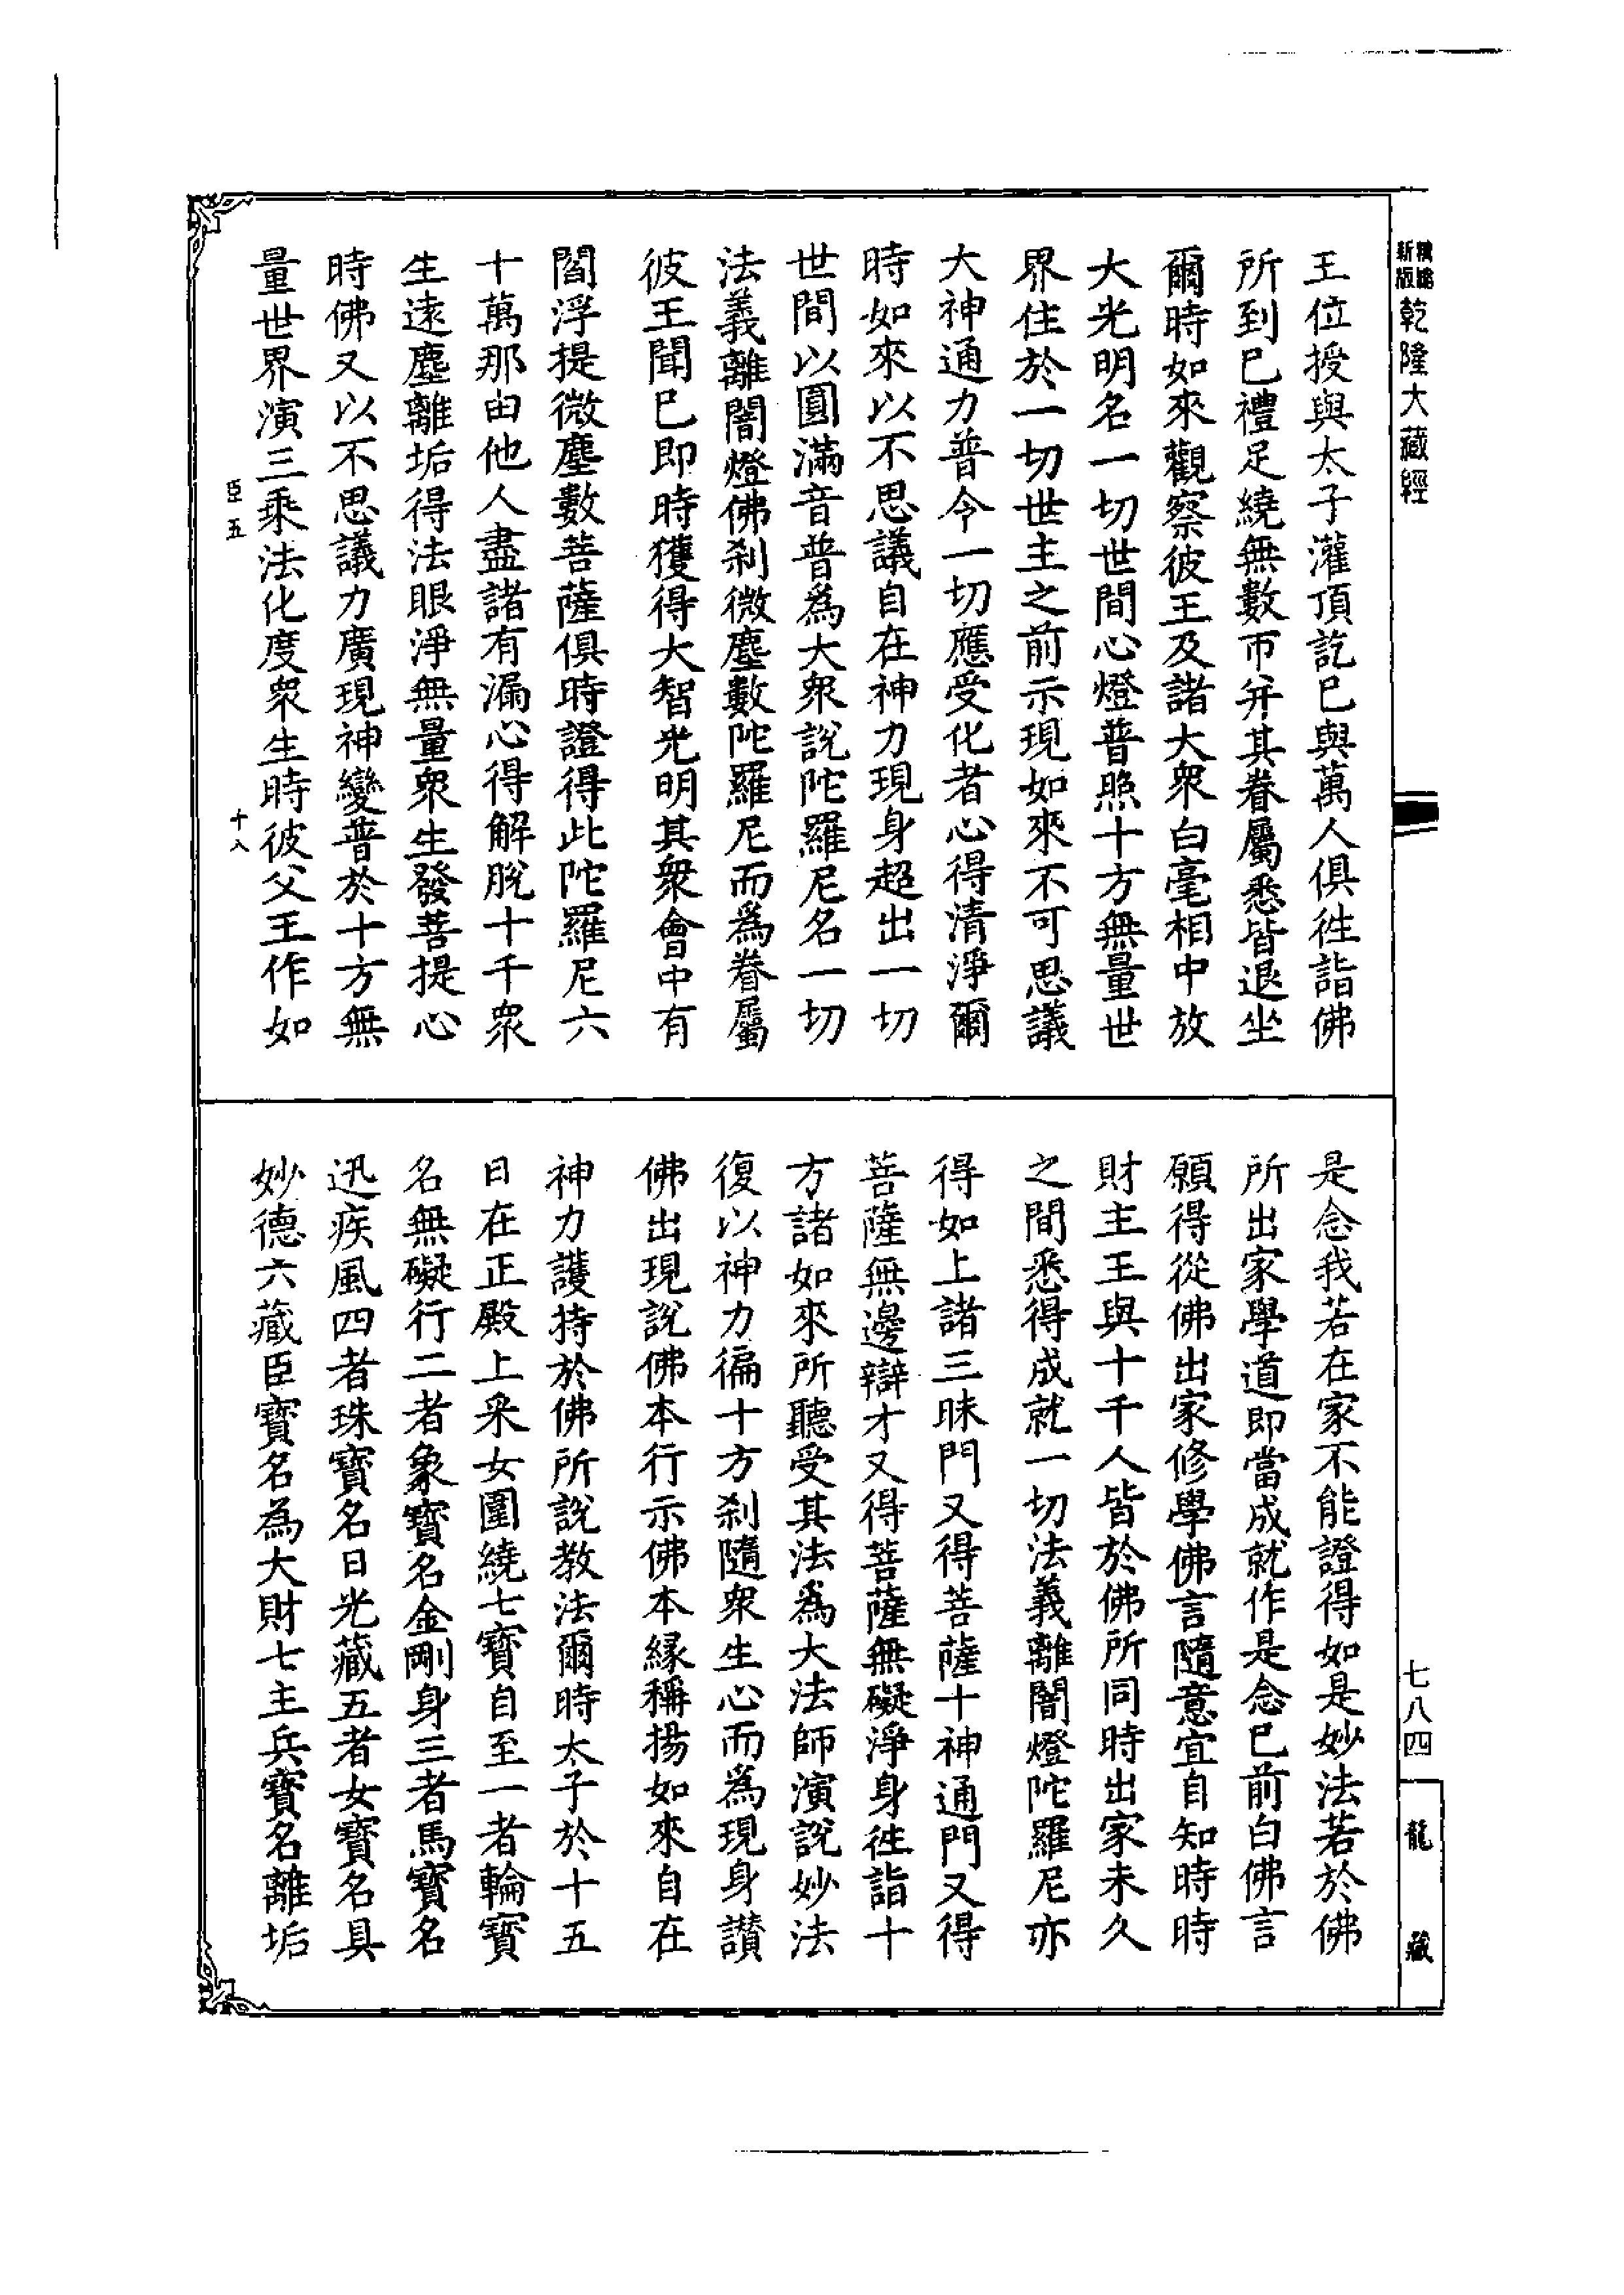 新版
精縮
乾隆大藏經
王位授與太子灌頂訖已與萬人俱徃詣佛
所到已禮足繞無數帀并其眷屬悉皆退坐
爾時如來觀察彼王及諸大衆白毫相中放
大光明名一切世間心燈普照十方無量世
界住於一切世主之前示現如來不可思議
大神通力普令一切應受化者心得清淨爾
時如來以不思議自在神力現身超出一切
世間以圓滿音普爲大衆說陀羅尼名一切
法義離闇燈佛刹微塵數陀羅尼而爲眷屬
彼王聞已即時獲得大智光明其衆會中有
閻浮提微塵數菩薩俱時證得此陀羅尼六
十萬那由他人盡諸有漏心得解脫十千衆
生遠塵離垢得法眼淨無量衆生發菩提心
時佛又以不思議力廣現神變普於十方無
量世界演三乘法化度衆生時彼父王作如
臣五
十八
是念我若在家不能證得如是妙法若於佛
所出家學道即當成就作是念已前白佛言
願得從佛出家修學佛言隨意宜自知時時
財主王與十千人皆於佛所同時出家未久
之間悉得成就一切法義離闇燈陀羅尼亦
得如上諸三昧門又得菩薩十神通門又得
菩薩無邊辯才又得菩薩無礙淨身徃詣十
方諸如來所聽受其法爲大法師演說妙法
復以神力徧十方刹隨衆生心而爲現身讃
佛出現說佛本行示佛本緣稱揚如來自在
神力護持於佛所說教法爾時太子於十五
日在正殿上采女圍繞七寶自至一者輪寶
名無礙行二者象寶名金剛身三者馬寶名
迅疾風四者珠寶名日光藏五者女寶名具
妙德六藏臣寶名為大財七主兵寶名離垢
七八四
龍藏